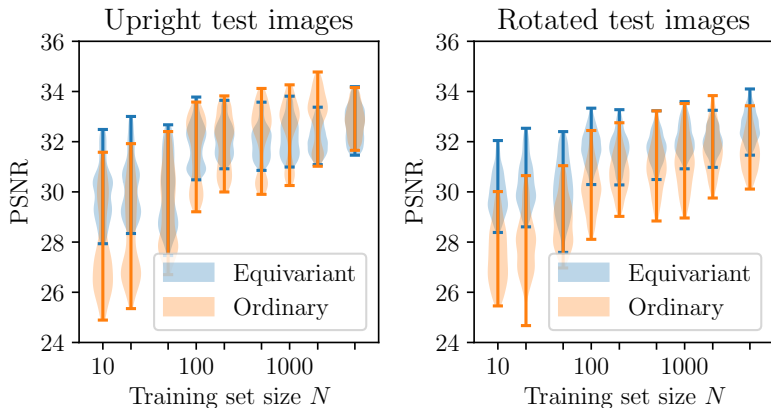 Upright test images
PSNR
36
34
32
30
28
26
24
10
100
1000
Training set size N
Equivariant
Ordinary
Rotated test images
PSNR
36
34
32
30
28
26
24
10
100
1000
Training set size N
Equivariant
Ordinary